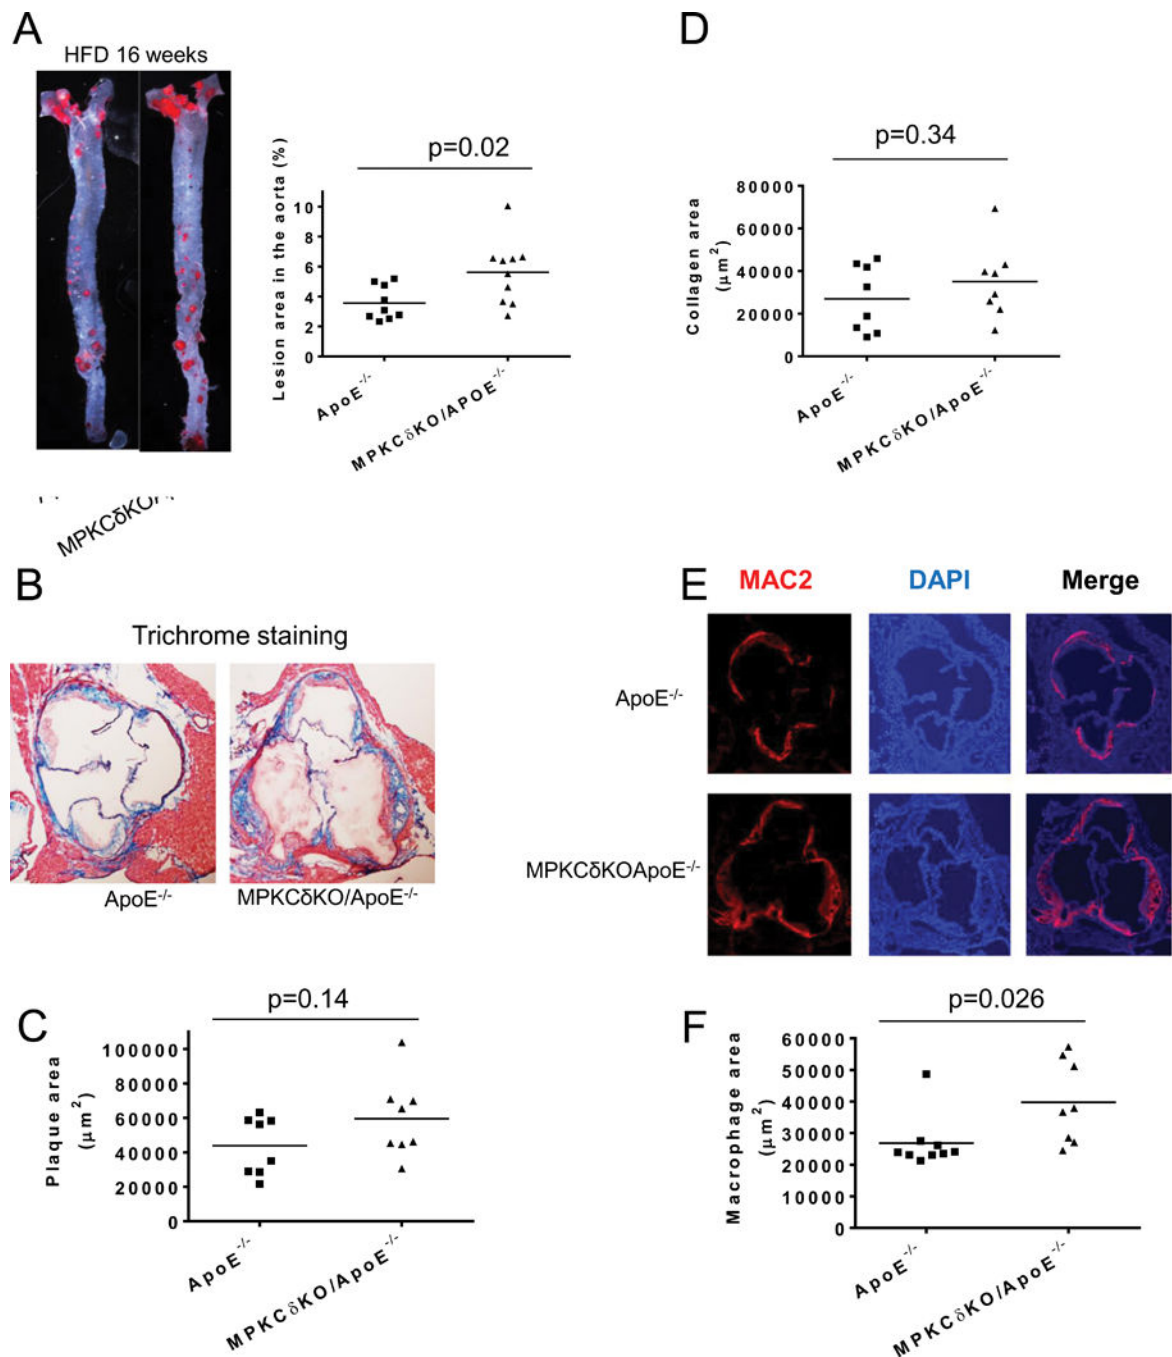 A
HFD 16 weeks
p=0.02
Lesion area in the aorta (%)
10
8
6
4
2
0
ApoE⁻/⁻
MPKCδKO/APOE⁻/⁻
MPKCδKO
D
p=0.34
Collagen area
(μm²)
80000
60000
40000
20000
0
ApoE⁻/⁻
MPKCδKO/ApoE⁻/⁻
B
Trichrome staining
ApoE⁻/⁻
MPKCδKO/ApoE⁻/⁻
E
MAC2
DAPI
Merge
ApoE⁻/⁻
MPKCδKOApoE⁻/⁻
C
p=0.14
Plaque area
(μm²)
100000
80000
60000
40000
20000
0
ApoE⁻/⁻
MPKCδKO/ApoE⁻/⁻
F
p=0.026
Macrophage area
(μm²)
60000
50000
40000
30000
20000
10000
0
ApoE⁻/⁻
MPKCδKO/ApoE⁻/⁻